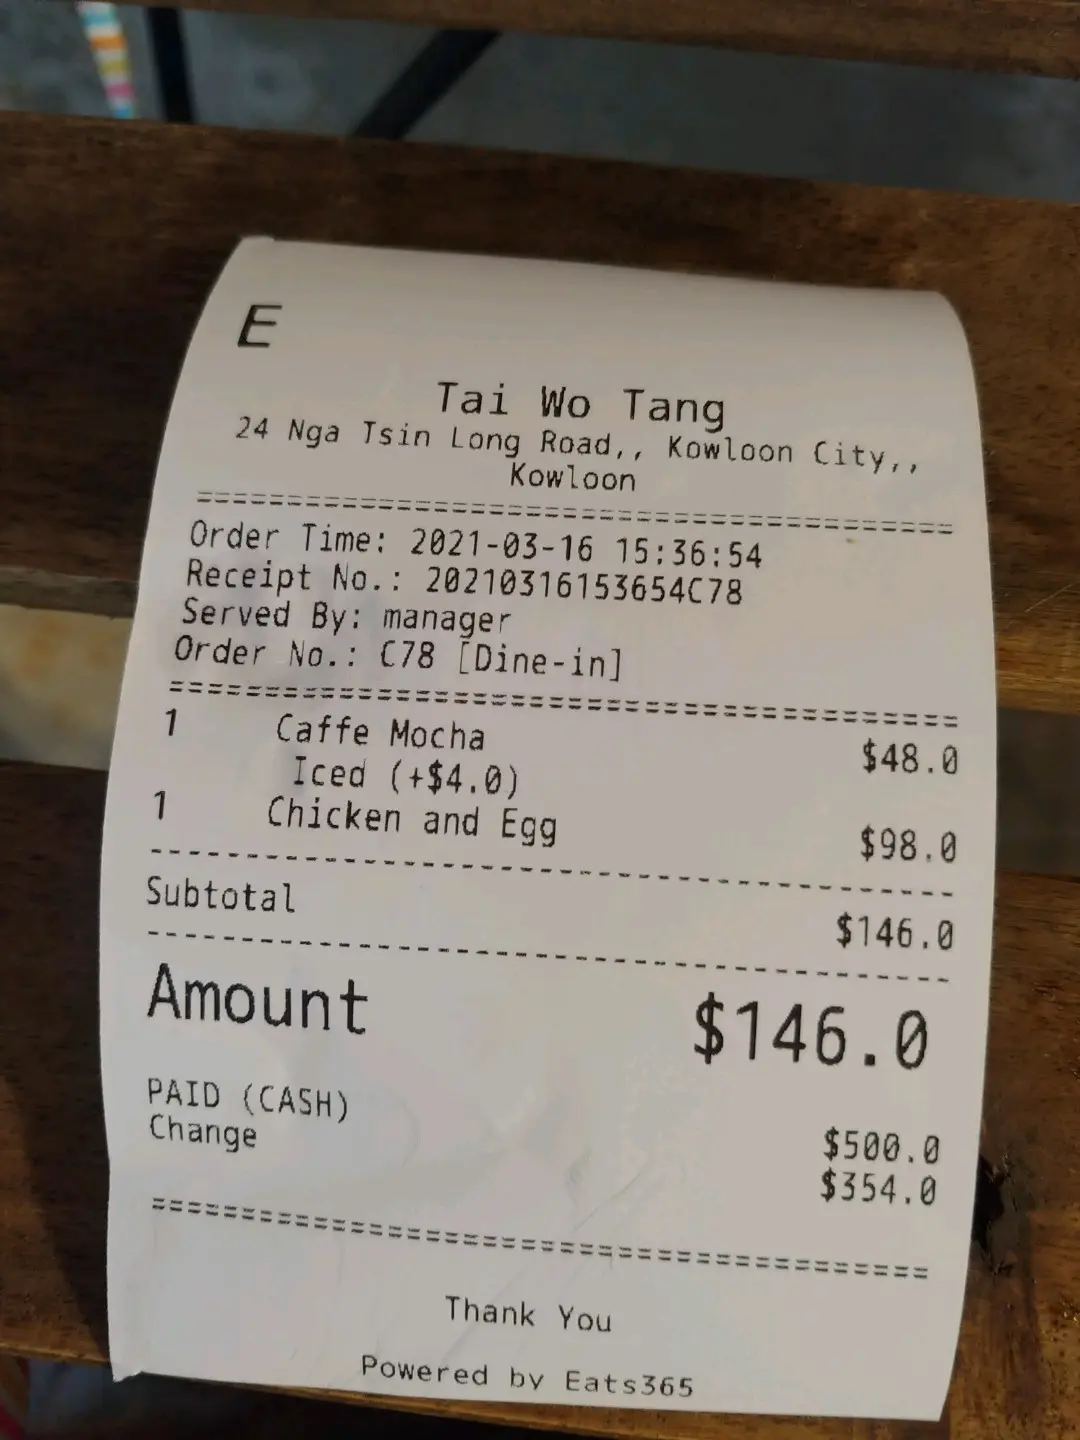 E
Tai Wo Tang
24 Nga Tsin Long Road,, Kowloon City,,
Kowloon
========================================
Order Time: 2021-03-16 15:36:54
Receipt No.: 20210316153654C78
Served By: manager
Order No.: C78 [Dine-in]
========================================
1 Caffe Mocha $48.0
Iced (+$4.0)
1 Chicken and Egg $98.0
----------------------------------------
Subtotal $146.0
----------------------------------------
Amount $146.0
PAID (CASH) $500.0
Change $354.0
========================================
Thank You
Powered by Eats365